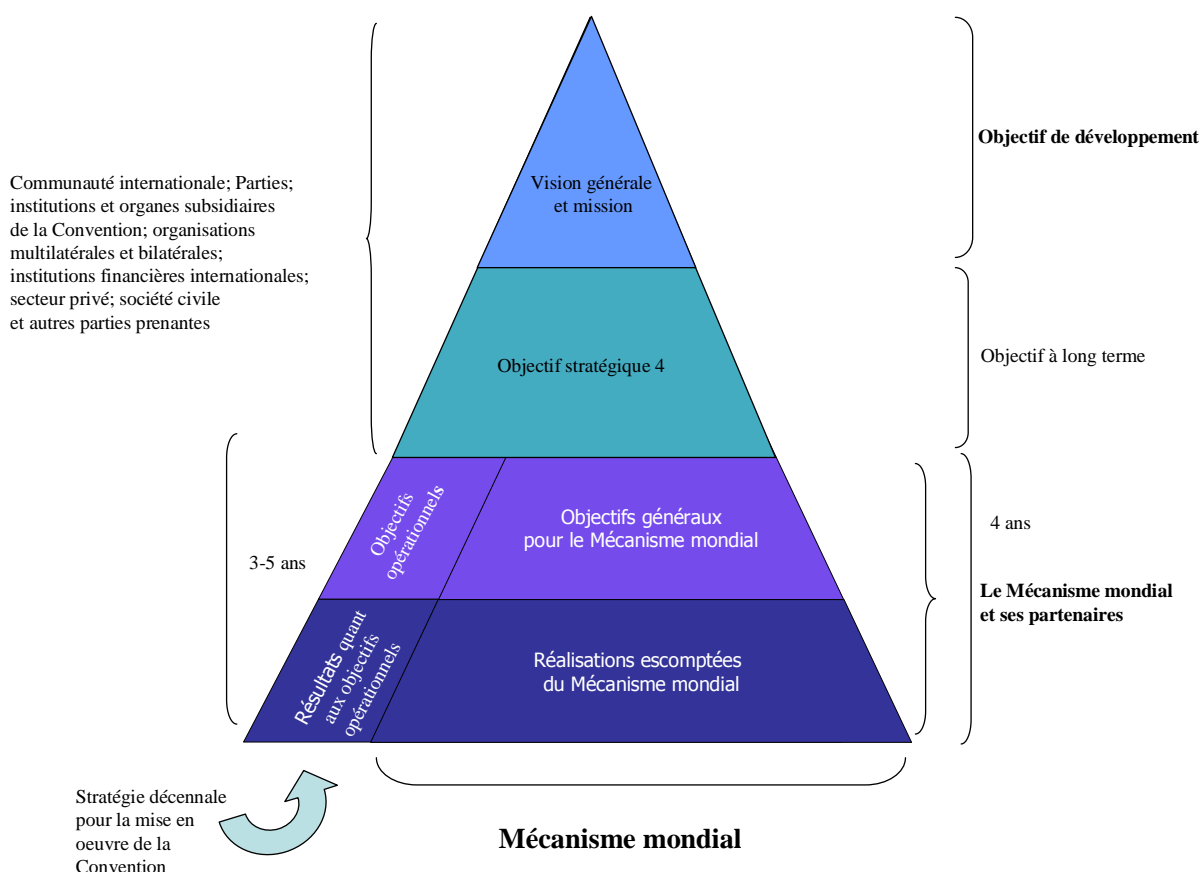 Objectif de développement
Vision générale
et mission
Communauté internationale; Parties;
institutions et organes subsidiaires
de la Convention; organisations
multilatérales et bilatérales;
institutions financières internationales;
secteur privé; société civile
et autres parties prenantes
Objectif stratégique 4
Objectif à long terme
3-5 ans
Objectifs
opérationnels
Objectifs généraux
pour le Mécanisme mondial
4 ans
Le Mécanisme mondial
et ses partenaires
Résultats quant
aux objectifs
opérationnels
Réalisations escomptées
du Mécanisme mondial
Stratégie décennale
pour la mise en
oeuvre de la
Convention
Mécanisme mondial